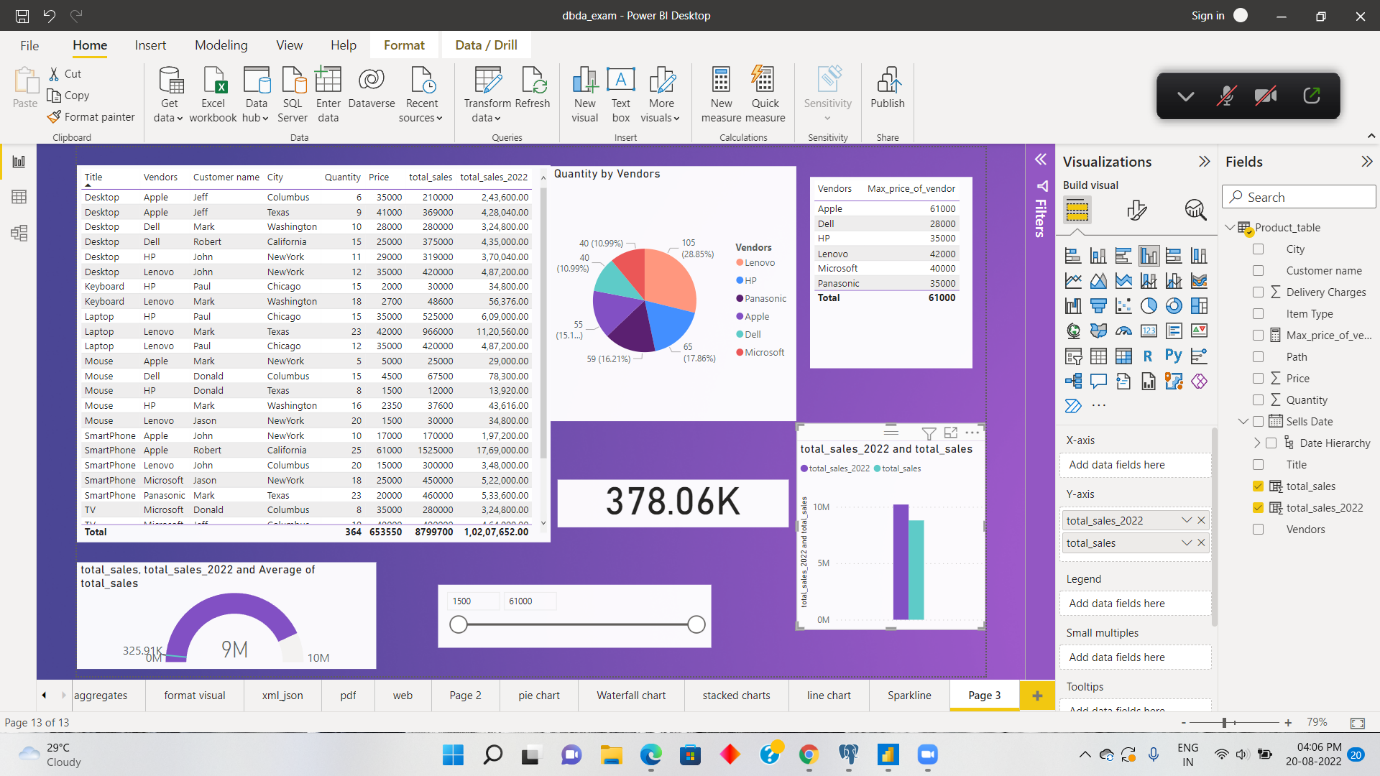 dbda_exam - Power BI Desktop
Sign in
File Home Insert Modeling View Help Format Data / Drill
Paste
Cut
Copy
Format painter
Get data
Excel workbook
Data hub
SQL Server
Enter data
Dataverse
Recent sources
Transform data
Refresh
New visual
Text box
More visuals
New measure
Quick measure
Sensitivity
Publish
Clipboard Data Queries Insert Calculations Sensitivity Share
Title Vendors Customer name City Quantity Price total_sales total_sales_2022
Desktop Apple Jeff Columbus 6 35000 210000 2,43,600.00
Desktop Apple Jeff Texas 9 41000 369000 4,28,040.00
Desktop Dell Mark Washington 10 28000 280000 3,24,800.00
Desktop Dell Robert California 15 25000 375000 4,35,000.00
Desktop HP John NewYork 11 29000 319000 3,70,040.00
Desktop Lenovo John NewYork 12 35000 420000 4,87,200.00
Keyboard HP Paul Chicago 15 2000 30000 34,800.00
Keyboard Lenovo Mark Washington 18 2700 48600 56,376.00
Laptop HP Paul Chicago 15 35000 525000 6,09,000.00
Laptop Lenovo Mark Texas 23 42000 966000 11,20,560.00
Laptop Lenovo Paul Chicago 12 35000 420000 4,87,200.00
Mouse Apple Mark NewYork 5 5000 25000 29,000.00
Mouse Dell Donald Columbus 15 4500 67500 78,300.00
Mouse HP Donald Texas 8 1500 12000 13,920.00
Mouse HP Mark Washington 16 2350 37600 43,616.00
Mouse Lenovo Jason NewYork 20 1500 30000 34,800.00
SmartPhone Apple John NewYork 10 17000 170000 1,97,200.00
SmartPhone Apple Robert California 25 61000 1525000 17,69,000.00
SmartPhone Lenovo John Columbus 20 15000 300000 3,48,000.00
SmartPhone Microsoft Jason NewYork 18 25000 450000 5,22,000.00
SmartPhone Panasonic Mark Texas 23 20000 460000 5,33,600.00
TV Microsoft Donald Columbus 8 35000 280000 3,24,800.00
Total 364 653550 8799700 1,02,07,652.00
Quantity by Vendors
40 (10.99%)
40
(10.99%)
55
(15.1...)
59 (16.21%)
65
(17.86%)
105
(28.85%)
Vendors
Lenovo
HP
Panasonic
Apple
Dell
Microsoft
Vendors Max_price_of_vendor
Apple 61000
Dell 28000
HP 35000
Lenovo 42000
Microsoft 40000
Panasonic 35000
Total 61000
378.06K
total_sales_2022 and total_sales
total_sales_2022 total_sales
total_sales_2022 and total_sales
10M
5M
0M
total_sales, total_sales_2022 and Average of
total_sales
325.91K
0M
9M
10M
1500 61000
Filters
Visualizations
Build visual
R Py
123
X-axis
Add data fields here
Y-axis
total_sales_2022
total_sales
Legend
Add data fields here
Small multiples
Add data fields here
Tooltips
Add data fields here
Fields
Search
Product_table
City
Customer name
Delivery Charges
Item Type
Max_price_of_ve...
Path
Price
Quantity
Sells Date
Date Hierarchy
Title
total_sales
total_sales_2022
Vendors
aggregates format visual xml_json pdf web Page 2 pie chart Waterfall chart stacked charts line chart Sparkline Page 3 +
Page 13 of 13
- + 79%
29°C
Cloudy
ENG
IN
04:06 PM
20-08-2022
20